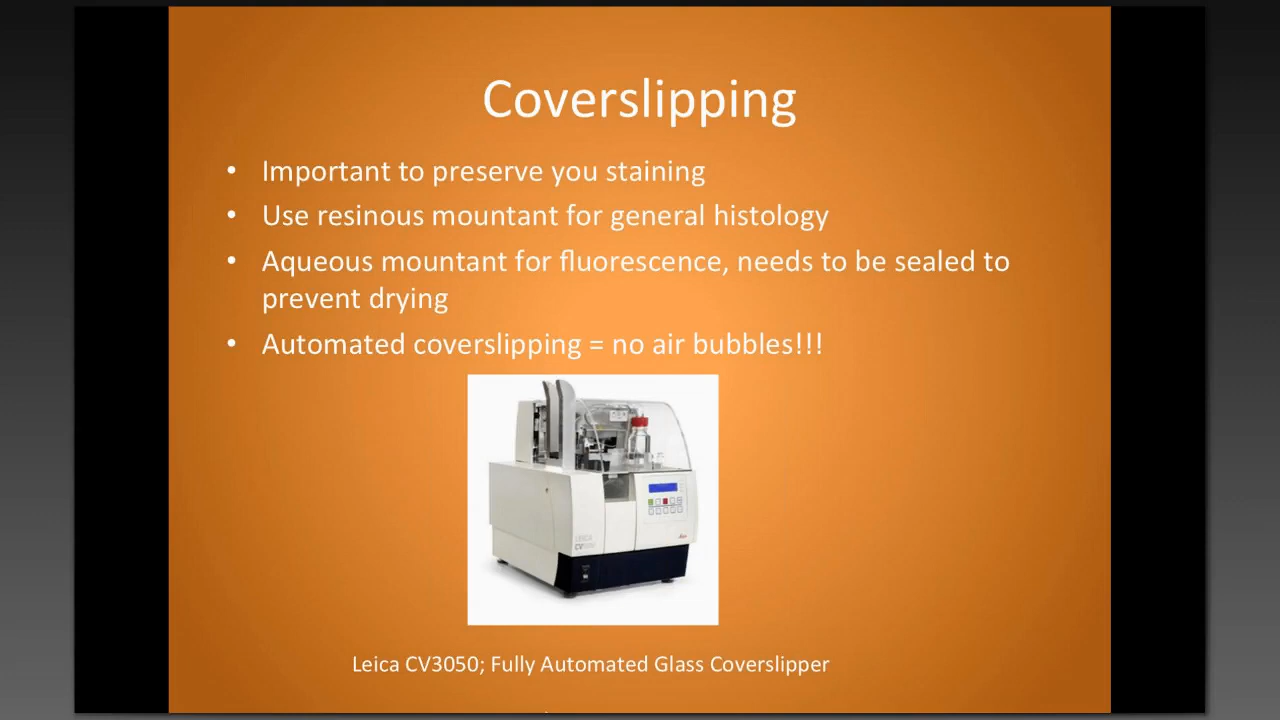 Coverslipping
• Important to preserve you staining
• Use resinous mountant for general histology
• Aqueous mountant for fluorescence, needs to be sealed to
prevent drying
• Automated coverslipping = no air bubbles!!!
LEICA
Leica CV3050; Fully Automated Glass Coverslipper